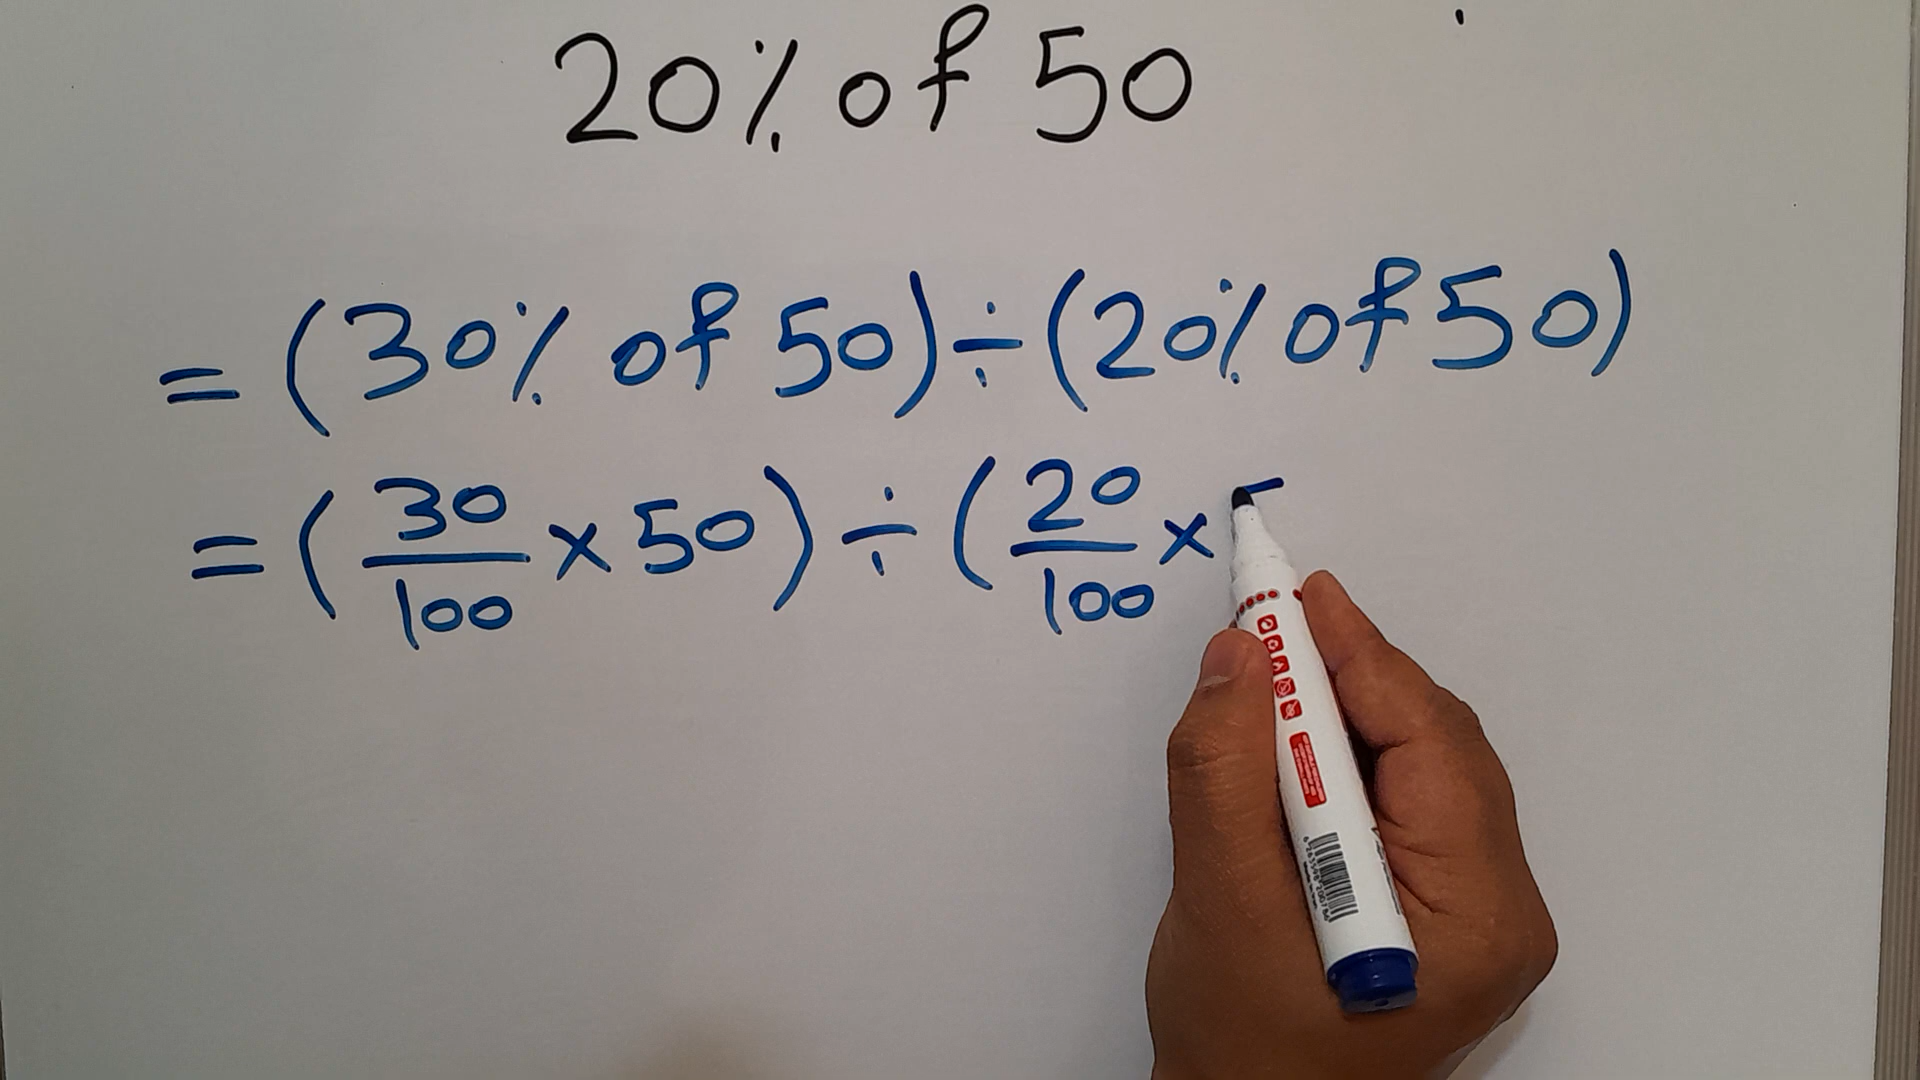 20% of 50
= (30% of 50) ÷ (20% of 50)
= (30/100 × 50) ÷ (20/100 ×